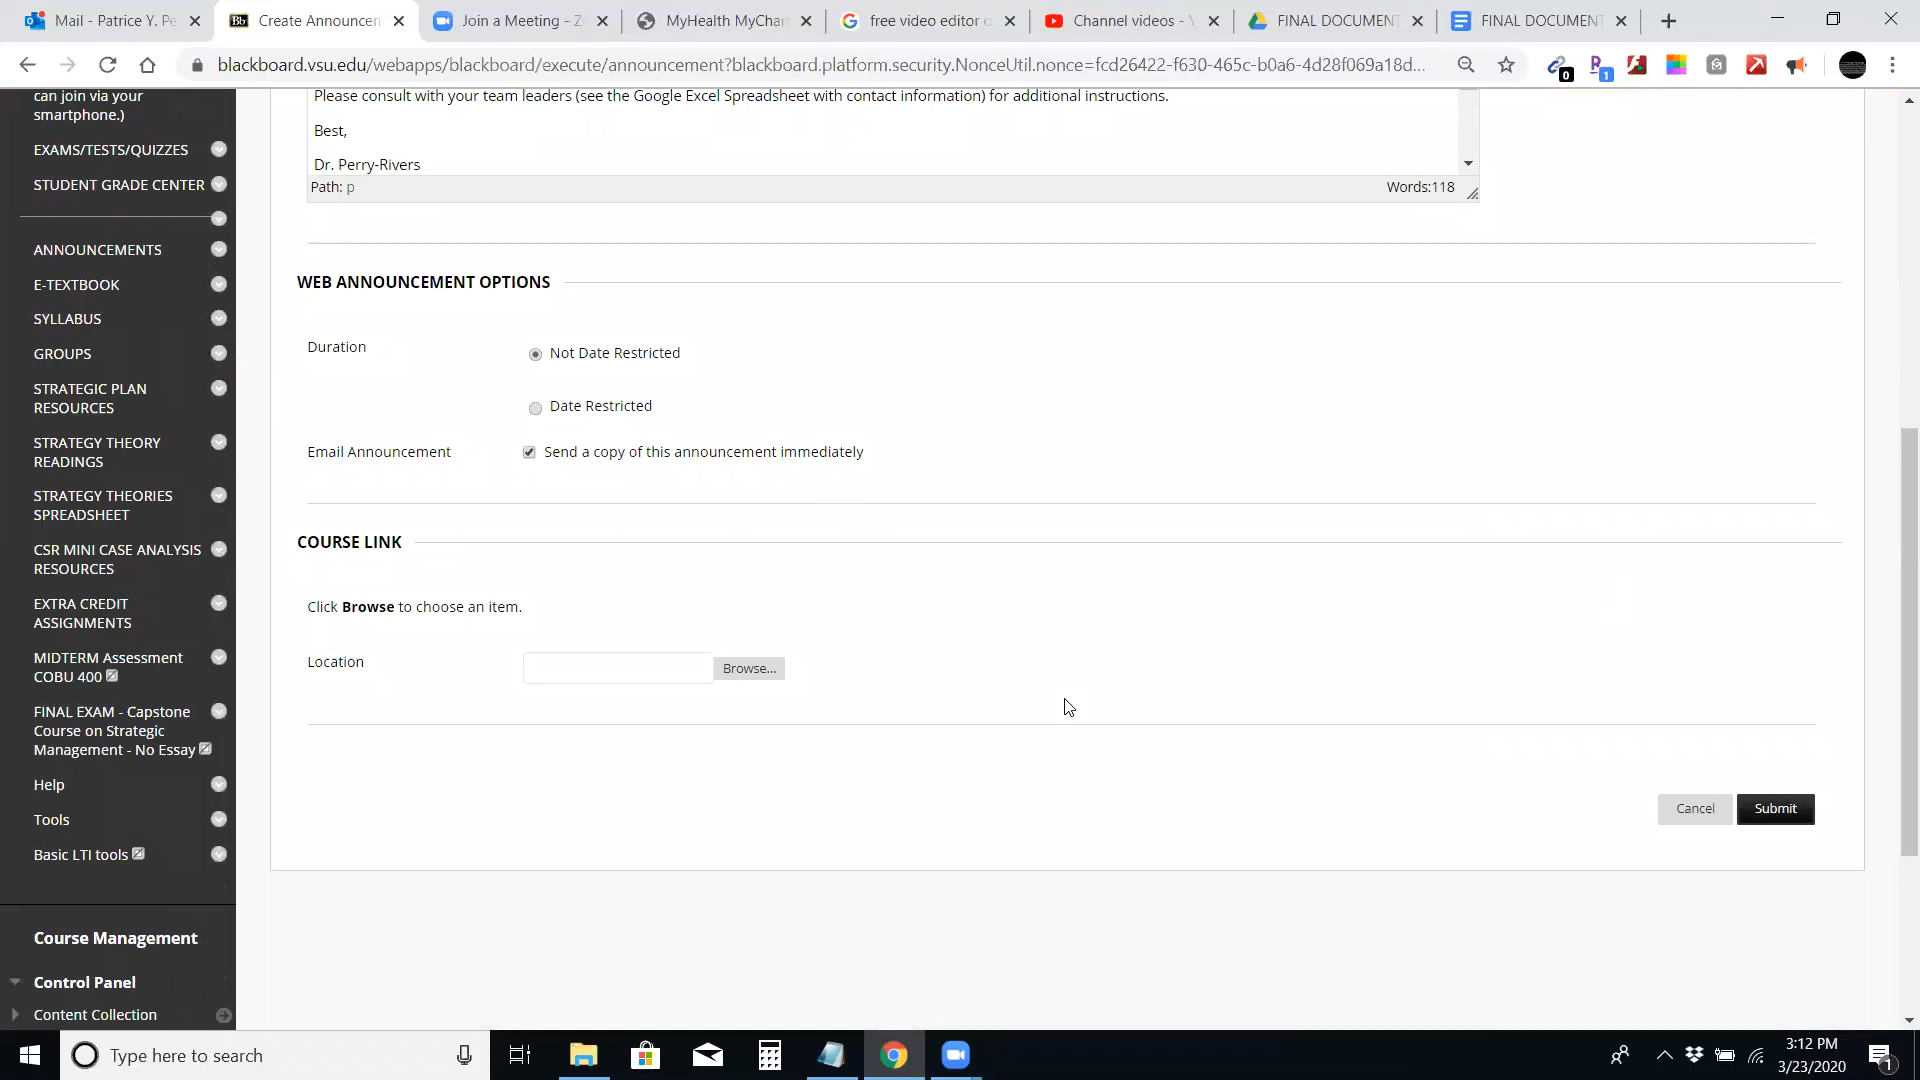 Mail - Patrice Y. Pe
Create Announcen
Join a Meeting - Z
MyHealth MyChar
free video editor
Channel videos -
FINAL DOCUMENT
FINAL DOCUMENT
blackboard.vsu.edu/webapps/blackboard/execute/announcement?blackboard.platform.security.NonceUtil.nonce=fcd26422-f630-465c-b0a6-4d28f069a18d...
0
1
can join via your
smartphone.)
EXAMS/TESTS/QUIZZES
STUDENT GRADE CENTER
ANNOUNCEMENTS
E-TEXTBOOK
SYLLABUS
GROUPS
STRATEGIC PLAN
RESOURCES
STRATEGY THEORY
READINGS
STRATEGY THEORIES
SPREADSHEET
CSR MINI CASE ANALYSIS
RESOURCES
EXTRA CREDIT
ASSIGNMENTS
MIDTERM Assessment
COBU 400
FINAL EXAM - Capstone
Course on Strategic
Management - No Essay
Help
Tools
Basic LTI tools
Course Management
Control Panel
Content Collection
Please consult with your team leaders (see the Google Excel Spreadsheet with contact information) for additional instructions.
Best,
Dr. Perry-Rivers
Path: p
Words:118
WEB ANNOUNCEMENT OPTIONS
Duration
Not Date Restricted
Date Restricted
Email Announcement
Send a copy of this announcement immediately
COURSE LINK
Click Browse to choose an item.
Location
Browse...
Cancel
Submit
Type here to search
3:12 PM
3/23/2020
1